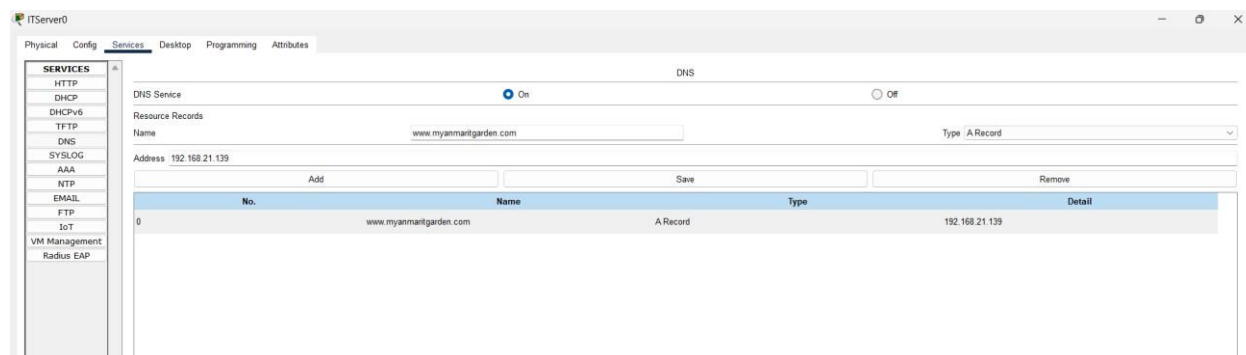 ITServer0
Physical Config Services Desktop Programming Attributes
SERVICES
HTTP
DHCP
DHCPv6
TFTP
DNS
SYSLOG
AAA
NTP
EMAIL
FTP
IoT
VM Management
Radius EAP
DNS
DNS Service On Off
Resource Records
Name www.myanmaritgarden.com Type A Record
Address 192.168.21.139
Add Save Remove
No. Name Type Detail
0 www.myanmaritgarden.com A Record 192.168.21.139